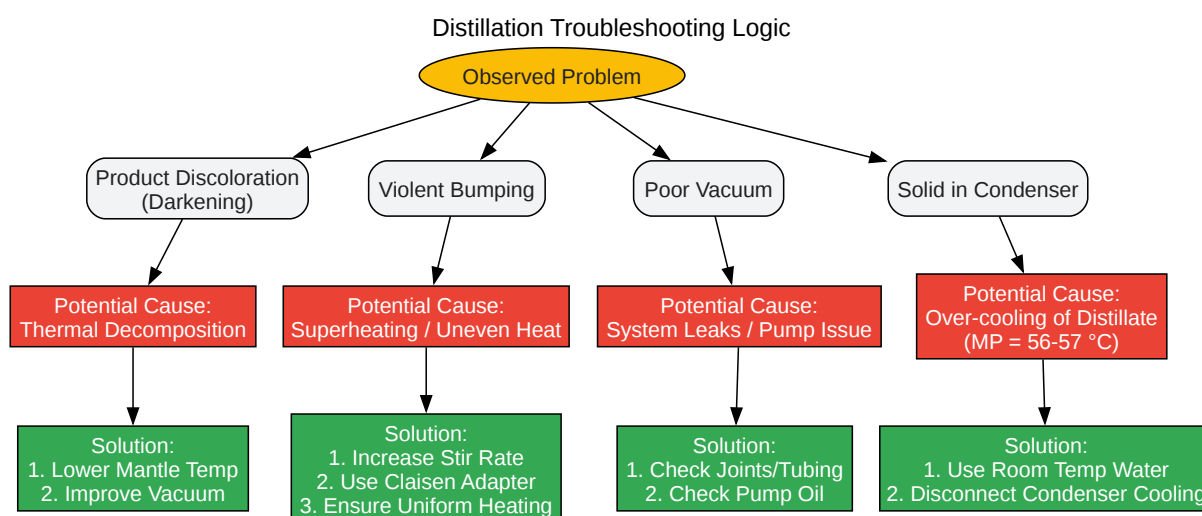 Distillation Troubleshooting Logic
Observed Problem
Product Discoloration
(Darkening)
Violent Bumping
Poor Vacuum
Solid in Condenser
Potential Cause:
Thermal Decomposition
Potential Cause:
Superheating / Uneven Heat
Potential Cause:
System Leaks / Pump Issue
Potential Cause:
Over-cooling of Distillate
(MP = 56-57 °C)
Solution:
1. Lower Mantle Temp
2. Improve Vacuum
Solution:
1. Increase Stir Rate
2. Use Claisen Adapter
3. Ensure Uniform Heating
Solution:
1. Check Joints/Tubing
2. Check Pump Oil
Solution:
1. Use Room Temp Water
2. Disconnect Condenser Cooling